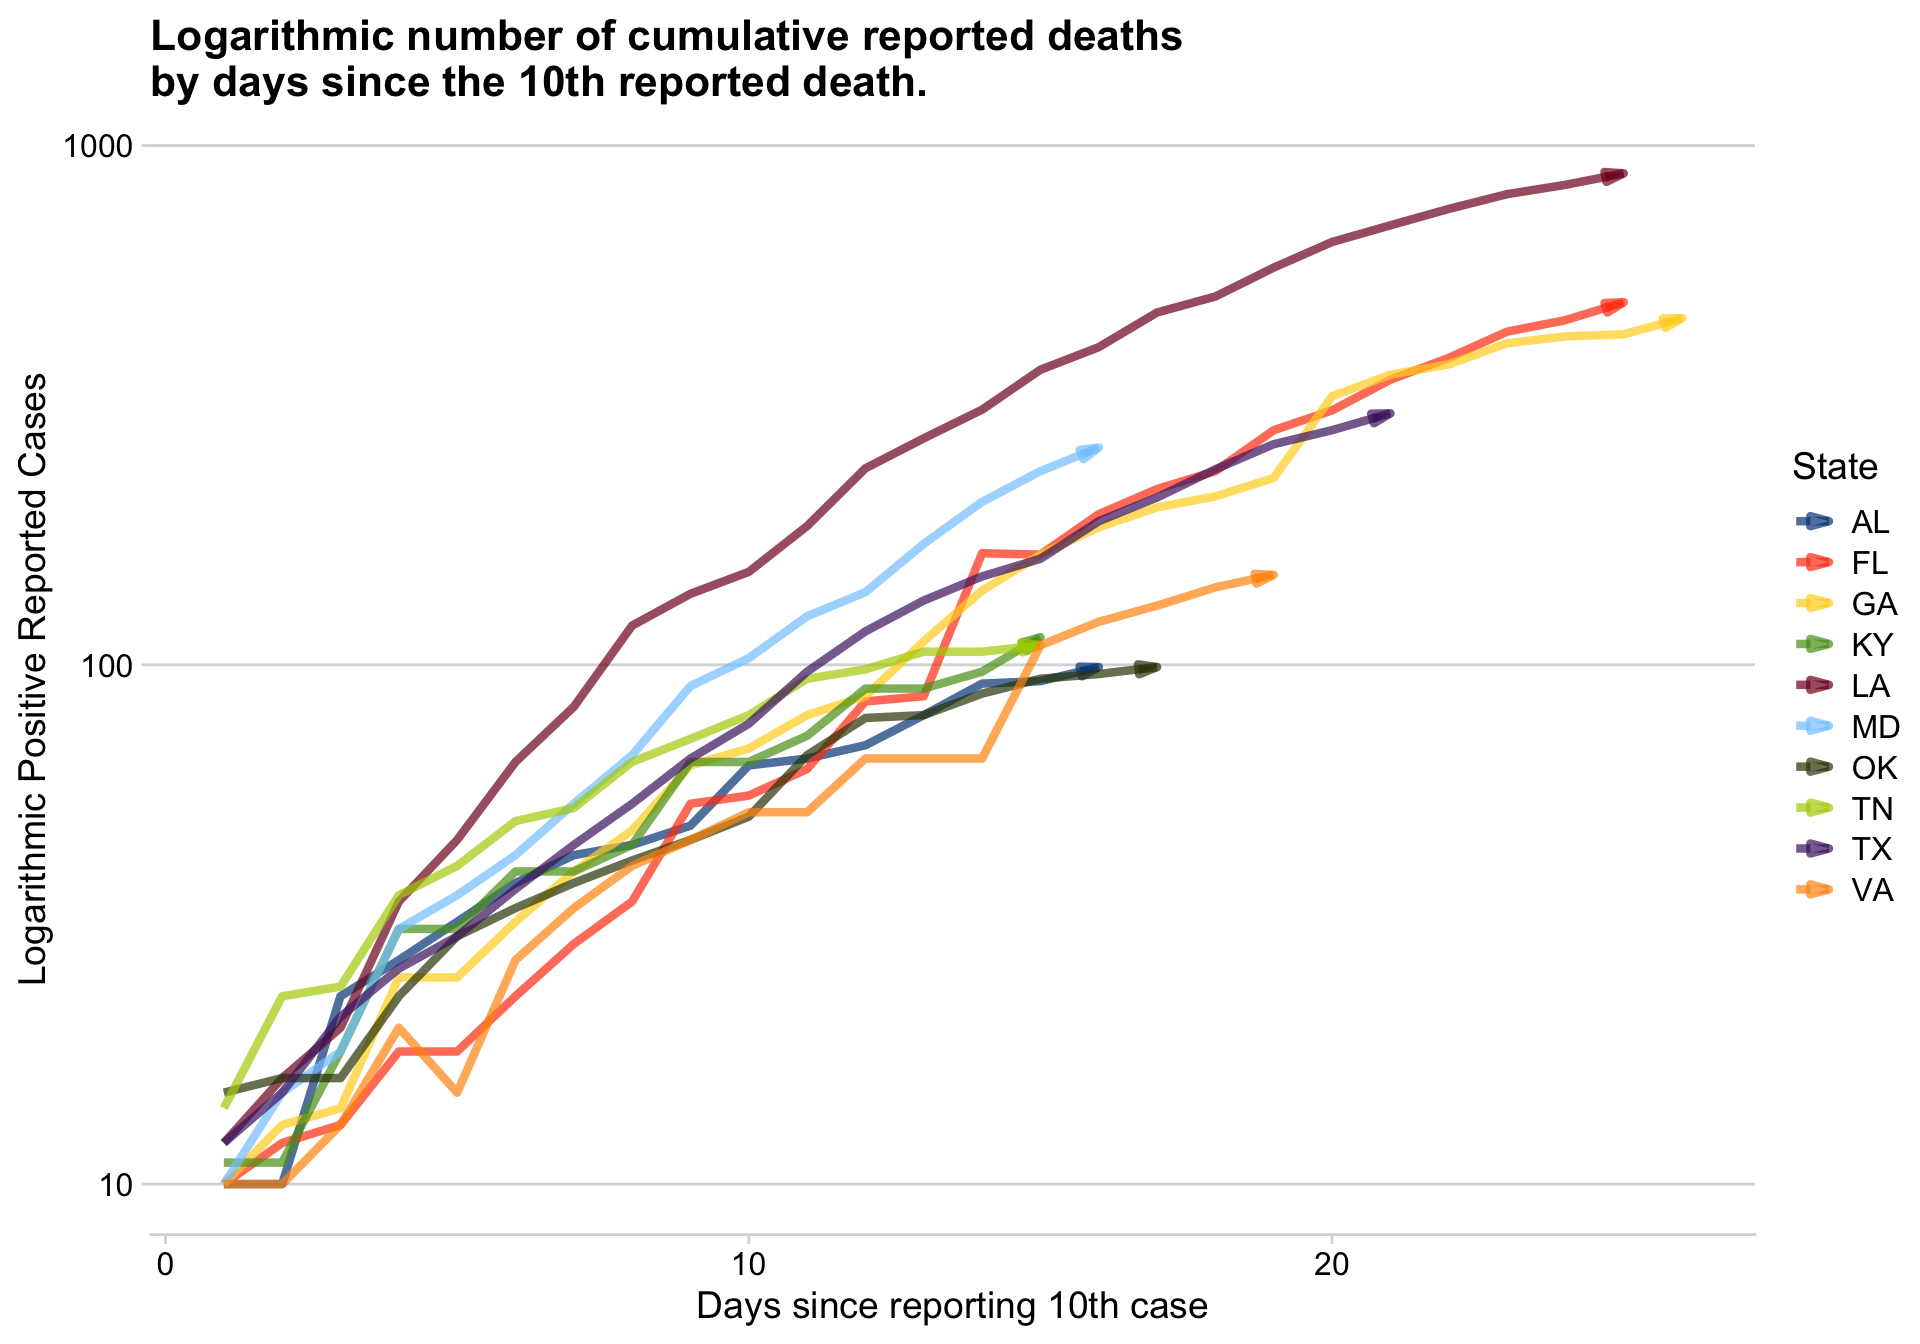 Logarithmic number of cumulative reported deaths
by days since the 10th reported death.
1000
100
10
Logarithmic Positive Reported Cases
0
10
20
Days since reporting 10th case
State
AL
FL
GA
KY
LA
MD
OK
TN
TX
VA